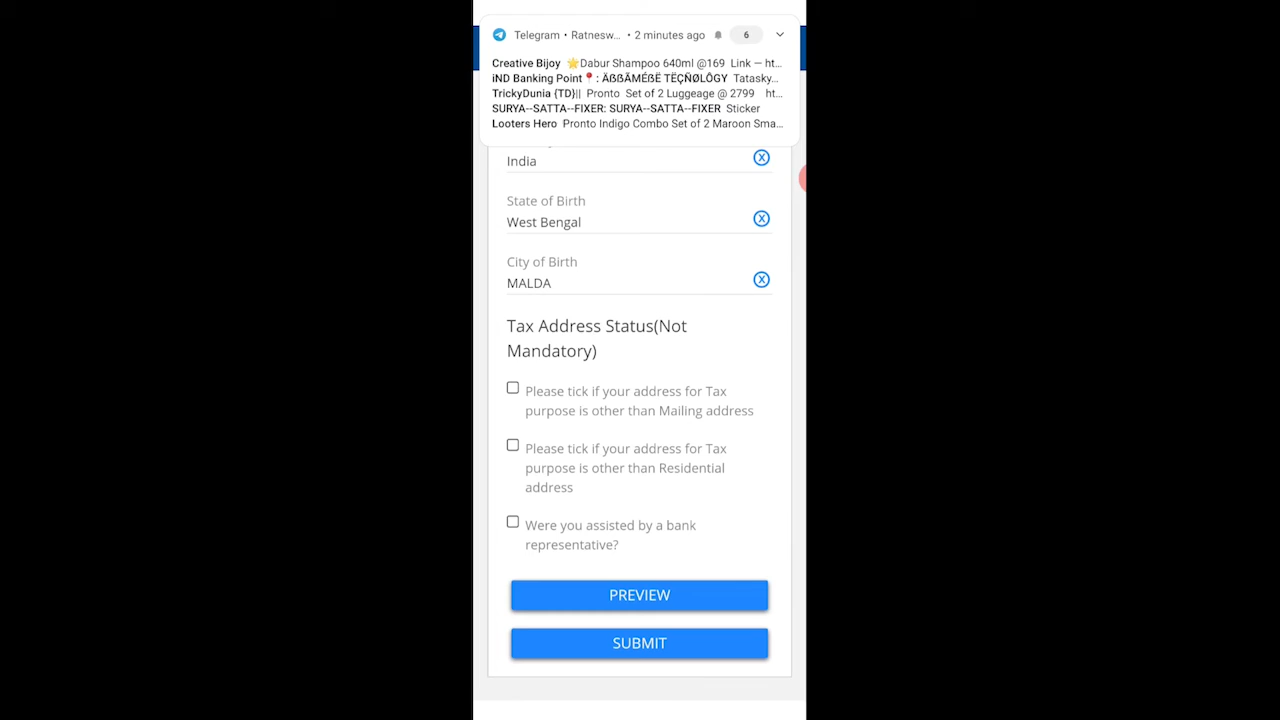 Telegram • Ratnesw... • 2 minutes ago 6
Creative Bijoy ⭐Dabur Shampoo 640ml @169 Link — ht...
iND Banking Point📍: ÄßßÄMÉßË TËÇÑØLÔGY Tatasky...
TrickyDunia {TD}|| Pronto Set of 2 Luggeage @ 2799 ht...
SURYA--SATTA--FIXER: SURYA--SATTA--FIXER Sticker
Looters Hero Pronto Indigo Combo Set of 2 Maroon Sma...
India
State of Birth
West Bengal
City of Birth
MALDA
Tax Address Status(Not
Mandatory)
Please tick if your address for Tax
purpose is other than Mailing address
Please tick if your address for Tax
purpose is other than Residential
address
Were you assisted by a bank
representative?
PREVIEW
SUBMIT